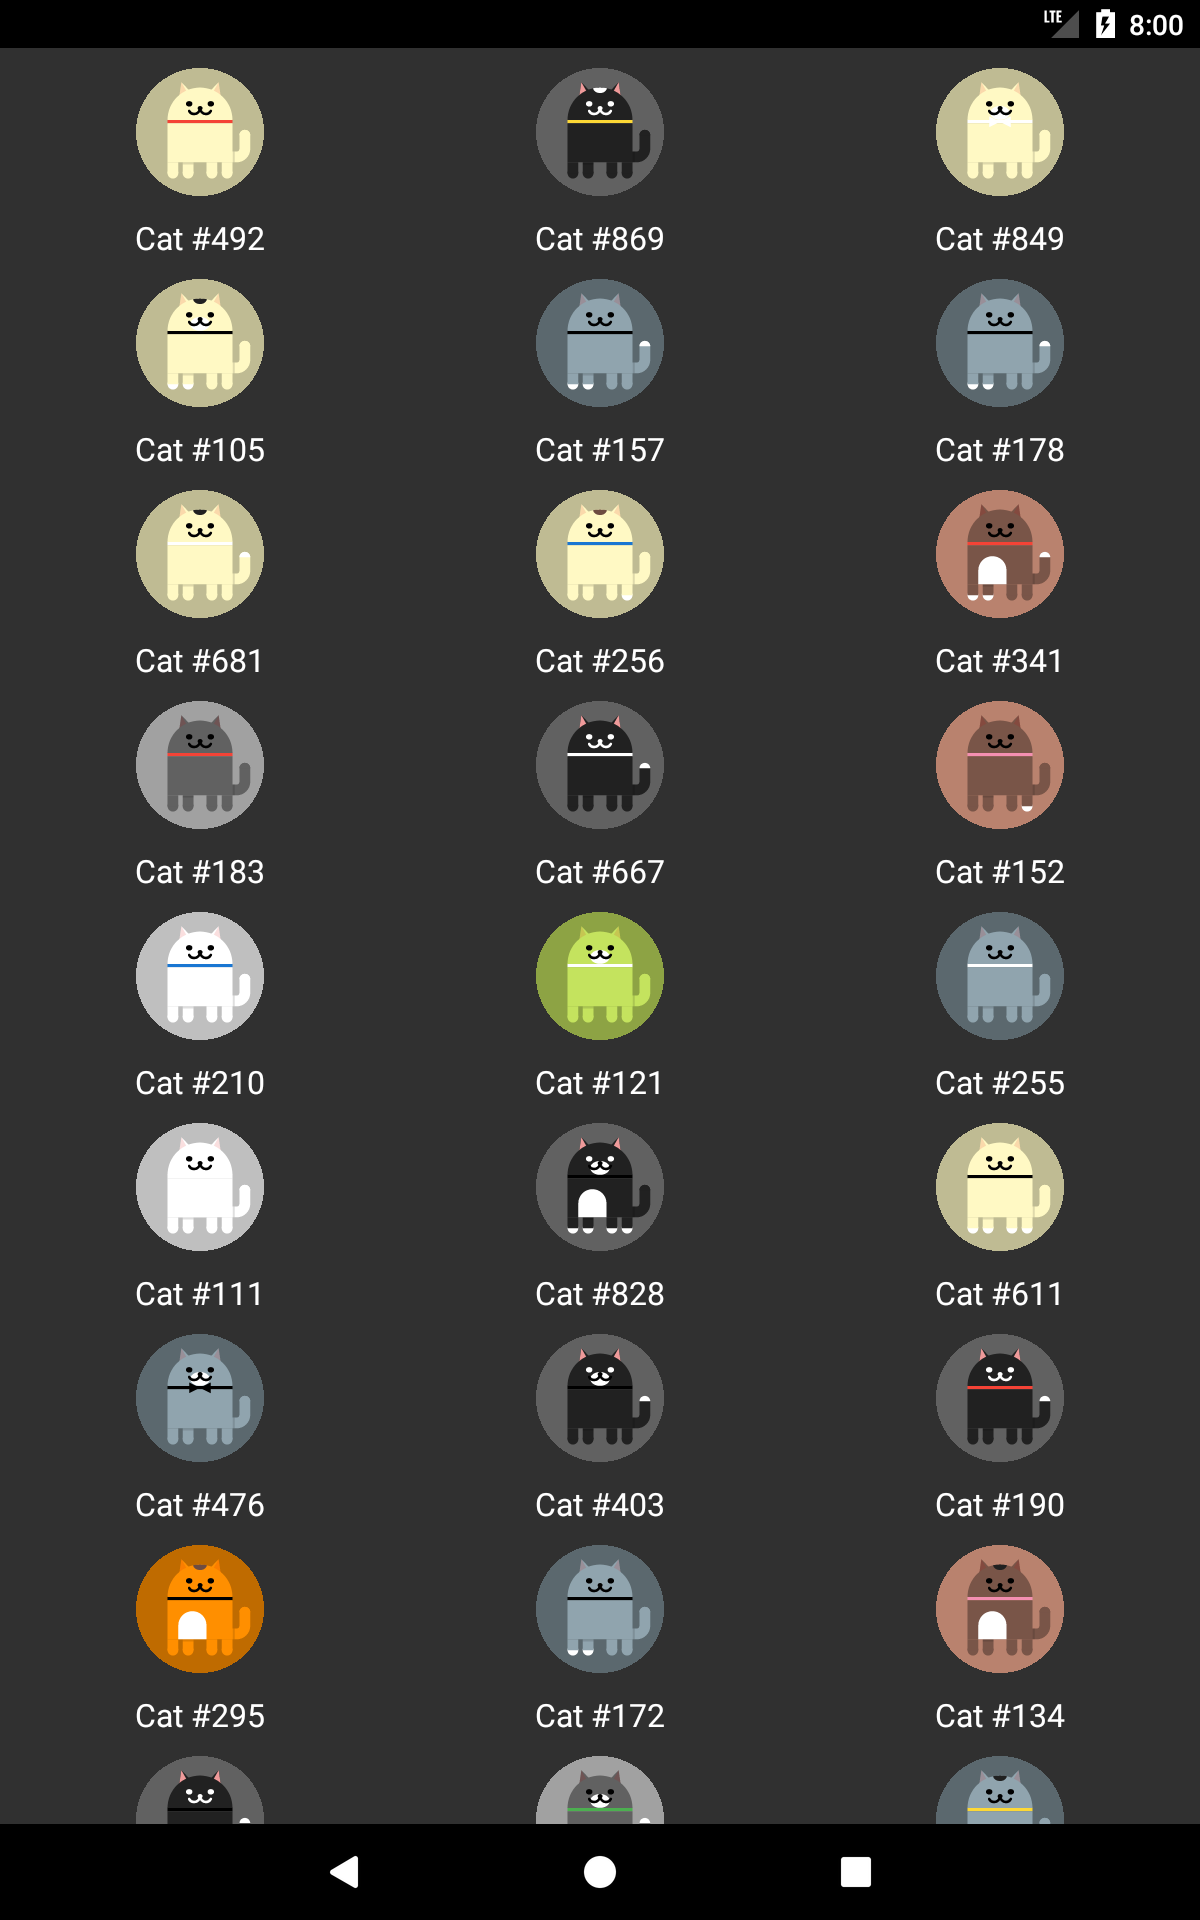 LTE 8:00
Cat #492 Cat #869 Cat #849
Cat #105 Cat #157 Cat #178
Cat #681 Cat #256 Cat #341
Cat #183 Cat #667 Cat #152
Cat #210 Cat #121 Cat #255
Cat #111 Cat #828 Cat #611
Cat #476 Cat #403 Cat #190
Cat #295 Cat #172 Cat #134